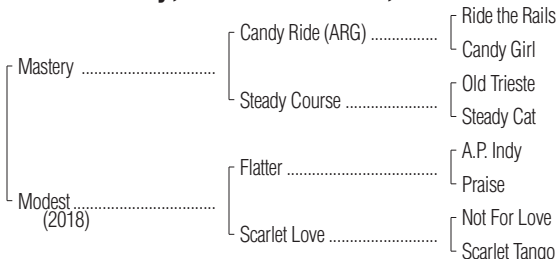 Ride the Rails
Candy Ride (ARG) ................
Candy Girl
Mastery ................................
Old Trieste
Steady Course ......................
Steady Cat
A.P. Indy
Flatter ....................................
Praise
Modest ..................................
(2018)
Not For Love
Scarlet Love ..........................
Scarlet Tango